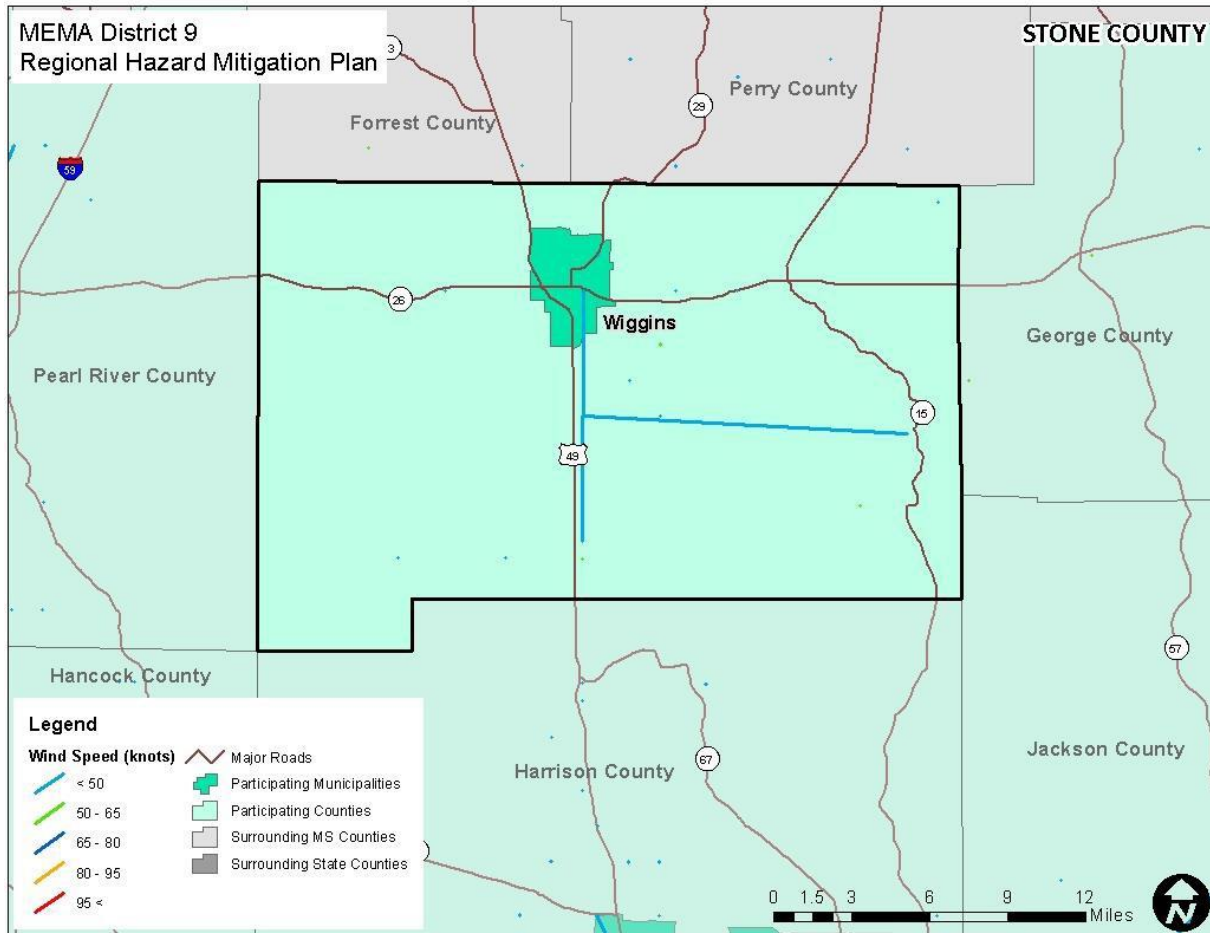 MEMA District 9
Regional Hazard Mitigation Plan
STONE COUNTY
3
Perry County
29
Forrest County
59
26
Wiggins
George County
Pearl River County
15
49
Hancock County
57
Jackson County
67
Harrison County
Legend
Wind Speed (knots)
< 50
50 - 65
65 - 80
80 - 95
95 <
Major Roads
Participating Municipalities
Participating Counties
Surrounding MS Counties
Surrounding State Counties
0 1.5 3 6 9 12
Miles
N